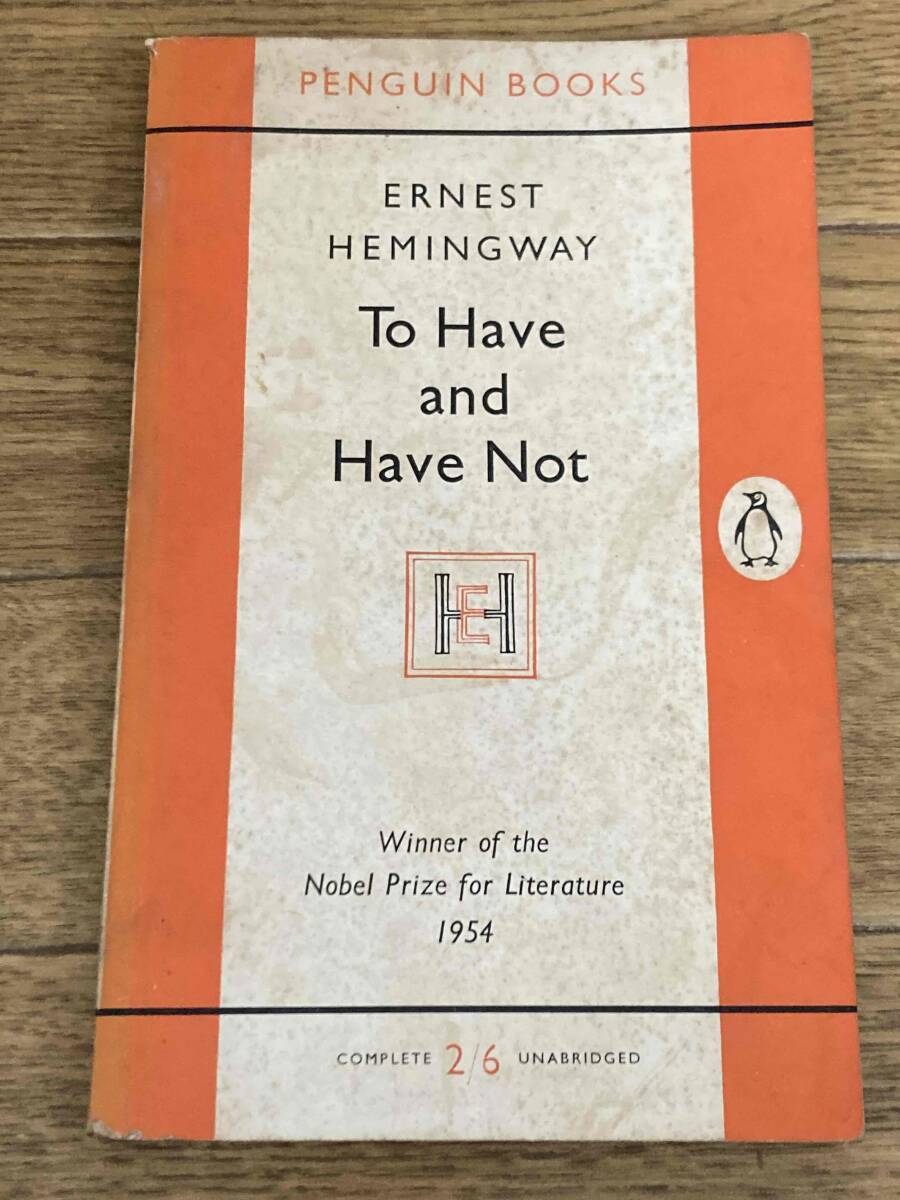 PENGUIN BOOKS
ERNEST
HEMINGWAY
To Have
and
Have Not
HEH
Winner of the
Nobel Prize for Literature
1954
COMPLETE 2/6 UNABRIDGED